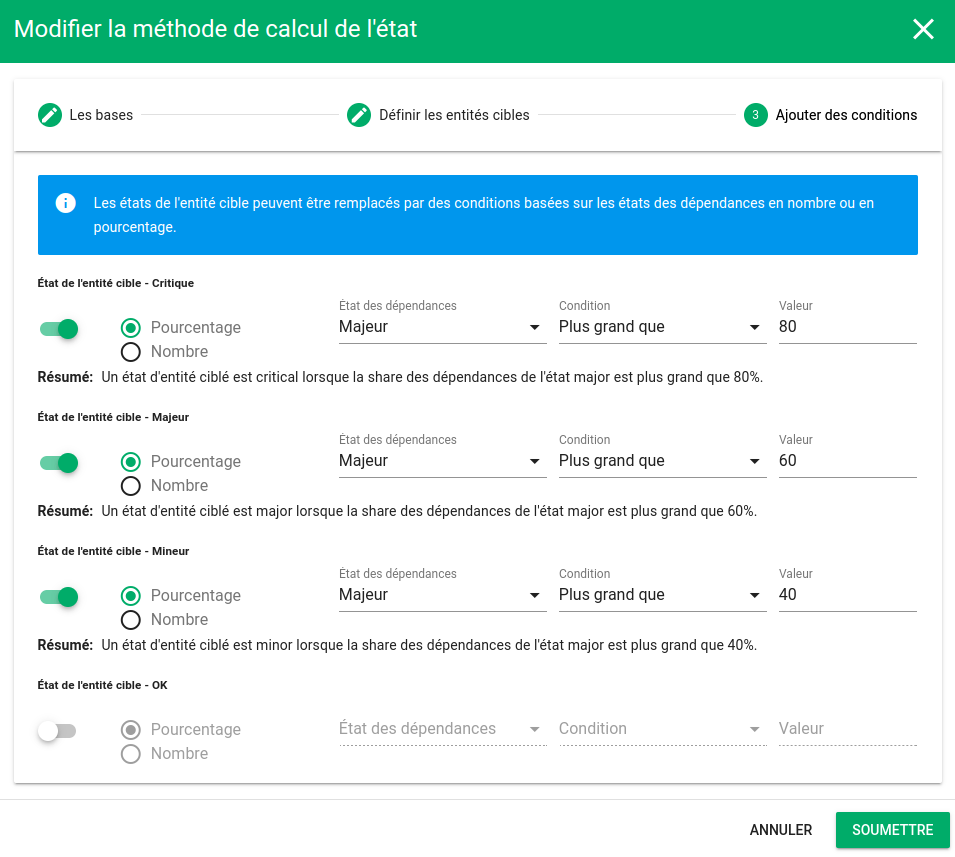 Modifier la méthode de calcul de l'état
Les bases
Définir les entités cibles
3 Ajouter des conditions
Les états de l'entité cible peuvent être remplacés par des conditions basées sur les états des dépendances en nombre ou en
pourcentage.
État de l'entité cible - Critique
Pourcentage
Nombre
État des dépendances
Majeur
Condition
Plus grand que
Valeur
80
Résumé: Un état d'entité ciblé est critical lorsque la share des dépendances de l'état major est plus grand que 80%.
État de l'entité cible - Majeur
Pourcentage
Nombre
État des dépendances
Majeur
Condition
Plus grand que
Valeur
60
Résumé: Un état d'entité ciblé est major lorsque la share des dépendances de l'état major est plus grand que 60%.
État de l'entité cible - Mineur
Pourcentage
Nombre
État des dépendances
Majeur
Condition
Plus grand que
Valeur
40
Résumé: Un état d'entité ciblé est minor lorsque la share des dépendances de l'état major est plus grand que 40%.
État de l'entité cible - OK
Pourcentage
Nombre
État des dépendances
Condition
Valeur
ANNULER
SOUMETTRE